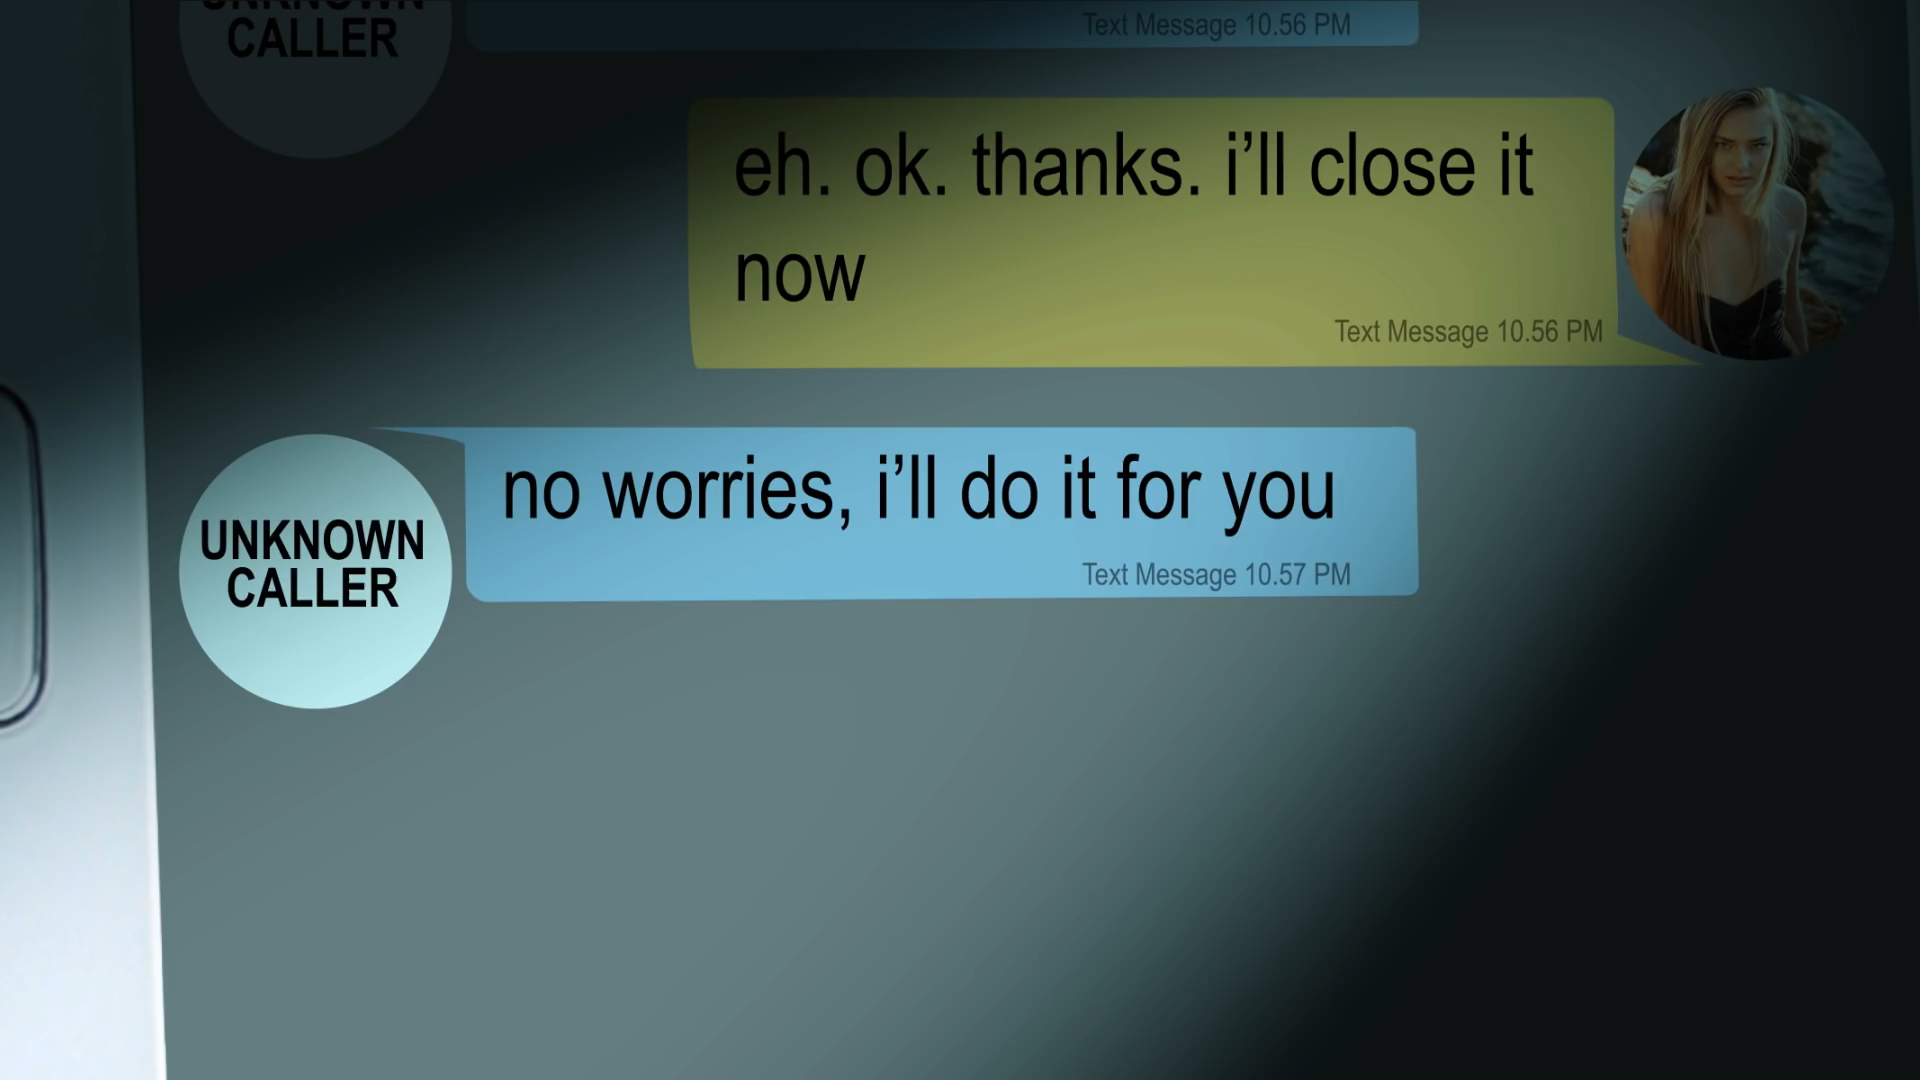 UNKNOWN
CALLER
Text Message 10.56 PM
eh. ok. thanks. i’ll close it
now
Text Message 10.56 PM
UNKNOWN
CALLER
no worries, i’ll do it for you
Text Message 10.57 PM